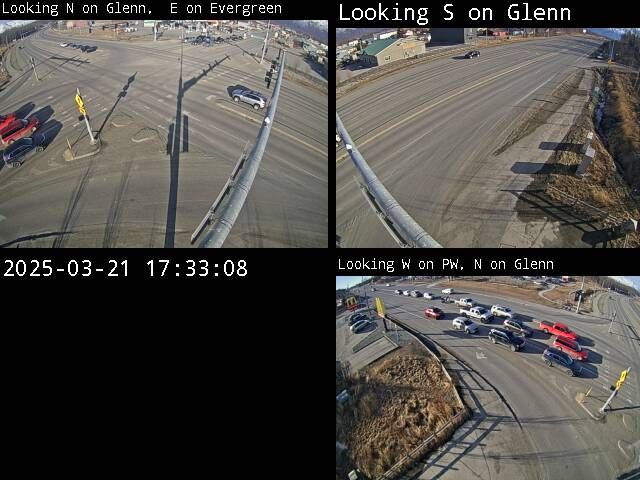 Looking N on Glenn,  E on Evergreen
Looking S on Glenn
2025-03-21 17:33:08
Looking W on PW, N on Glenn